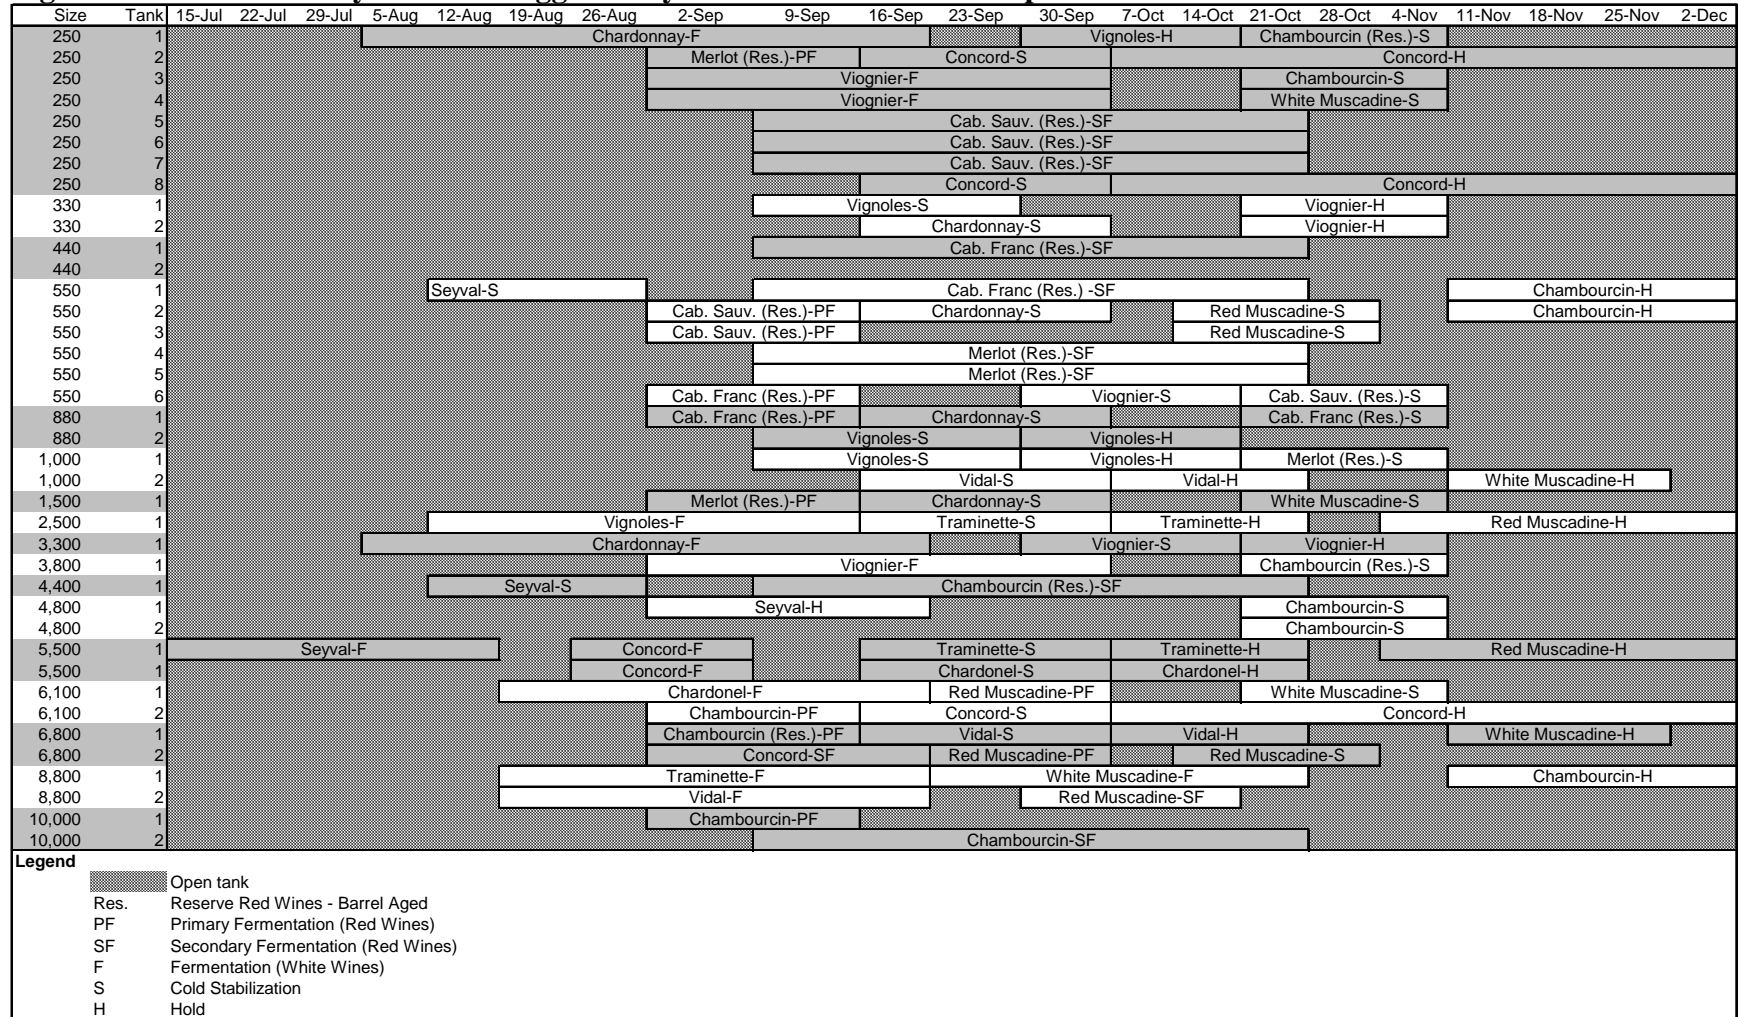 Size Tank 15-Jul 22-Jul 29-Jul 5-Aug 12-Aug 19-Aug 26-Aug 2-Sep 9-Sep 16-Sep 23-Sep 30-Sep 7-Oct 14-Oct 21-Oct 28-Oct 4-Nov 11-Nov 18-Nov 25-Nov 2-Dec
250 1 Chardonnay-F Vignoles-H Chambourcin (Res.)-S
250 2 Merlot (Res.)-PF Concord-S Concord-H
250 3 Viognier-F Chambourcin-S
250 4 Viognier-F White Muscadine-S
250 5 Cab. Sauv. (Res.)-SF
250 6 Cab. Sauv. (Res.)-SF
250 7 Cab. Sauv. (Res.)-SF
250 8 Concord-S Concord-H
330 1 Vignoles-S Viognier-H
330 2 Chardonnay-S Viognier-H
440 1 Cab. Franc (Res.)-SF
440 2
550 1 Seyval-S Cab. Franc (Res.) -SF Chambourcin-H
550 2 Cab. Sauv. (Res.)-PF Chardonnay-S Red Muscadine-S Chambourcin-H
550 3 Cab. Sauv. (Res.)-PF Red Muscadine-S
550 4 Merlot (Res.)-SF
550 5 Merlot (Res.)-SF
550 6 Cab. Franc (Res.)-PF Viognier-S Cab. Sauv. (Res.)-S
880 1 Cab. Franc (Res.)-PF Chardonnay-S Cab. Franc (Res.)-S
880 2 Vignoles-S Vignoles-H
1,000 1 Vignoles-S Vignoles-H Merlot (Res.)-S
1,000 2 Vidal-S Vidal-H White Muscadine-H
1,500 1 Merlot (Res.)-PF Chardonnay-S White Muscadine-S
2,500 1 Vignoles-F Traminette-S Traminette-H Red Muscadine-H
3,300 1 Chardonnay-F Viognier-S Viognier-H
3,800 1 Viognier-F Chambourcin (Res.)-S
4,400 1 Seyval-S Chambourcin (Res.)-SF
4,800 1 Seyval-H Chambourcin-S
4,800 2 Chambourcin-S
5,500 1 Seyval-F Concord-F Traminette-S Traminette-H Red Muscadine-H
5,500 1 Concord-F Chardonel-S Chardonel-H
6,100 1 Chardonel-F Red Muscadine-PF White Muscadine-S
6,100 2 Chambourcin-PF Concord-S Concord-H
6,800 1 Chambourcin (Res.)-PF Vidal-S Vidal-H White Muscadine-H
6,800 2 Concord-SF Red Muscadine-PF Red Muscadine-S
8,800 1 Traminette-F White Muscadine-F Chambourcin-H
8,800 2 Vidal-F Red Muscadine-SF
10,000 1 Chambourcin-PF
10,000 2 Chambourcin-SF
Legend
Open tank
Res. Reserve Red Wines - Barrel Aged
PF Primary Fermentation (Red Wines)
SF Secondary Fermentation (Red Wines)
F Fermentation (White Wines)
S Cold Stabilization
H Hold